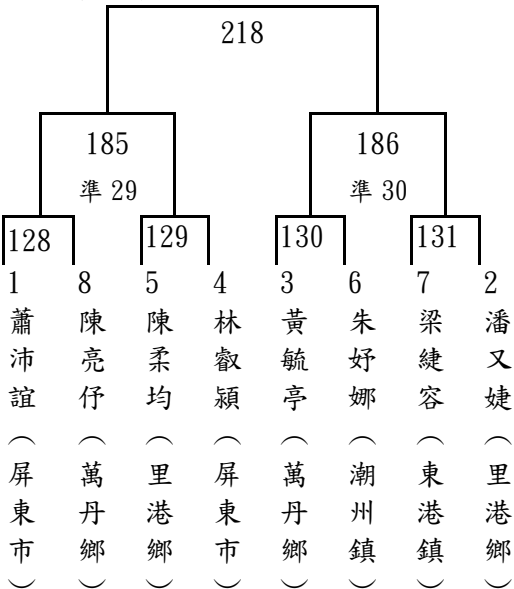 218
185
準 29
186
準 30
128
129
130
131
1
蕭沛誼（屏東市）
8
陳亮伃（萬丹鄉）
5
陳柔均（里港鄉）
4
林叡潁（屏東市）
3
黃毓亭（萬丹鄉）
6
朱妤娜（潮州鎮）
7
梁緁容（東港鎮）
2
潘又婕（里港鄉）